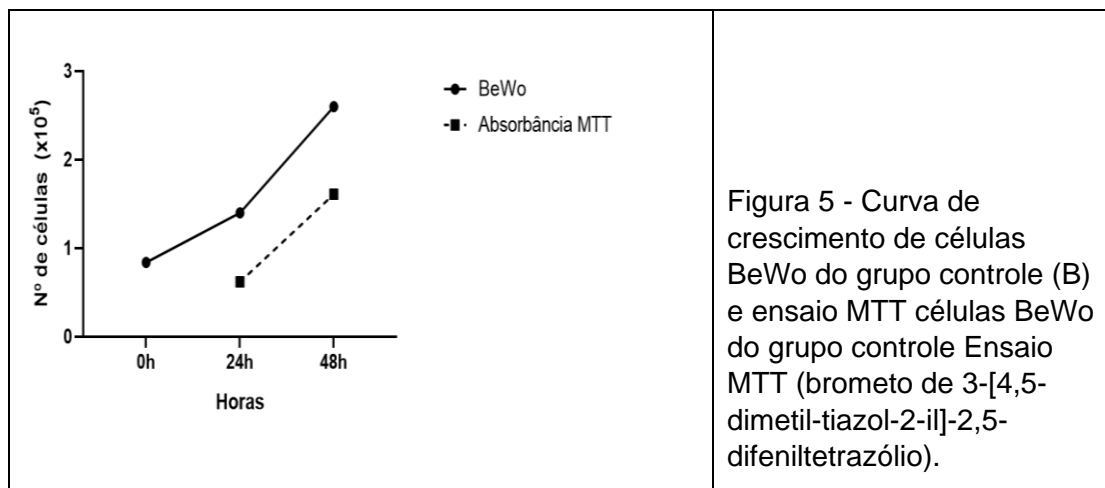 3
2
1
0
Nº de células (x10⁵)
0h
24h
48h
Horas
BeWo
Absorbância MTT
Figura 5 - Curva de
crescimento de células
BeWo do grupo controle (B)
e ensaio MTT células BeWo
do grupo controle Ensaio
MTT (brometo de 3-[4,5-
dimetil-tiazol-2-il]-2,5-
difeniltetrazólio).